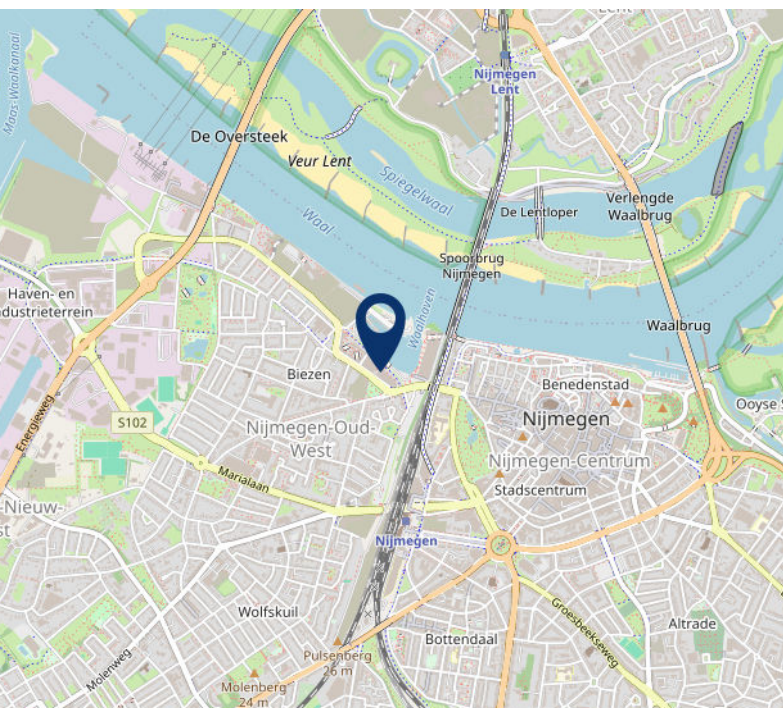 Lent
Maas-Waalkanaal
Nijmegen
Lent
De Oversteek
Veur Lent
Spiegelwaal
Waal
De Lentloper
Verlengde
Waalbrug
Spoorbrug
Nijmegen
Haven- en
ndustrieterrein
Waalhaven
Waalbrug
Biezen
Benedenstad
Energieweg
S102
Nijmegen
Ooyse S
Nijmegen-Oud-
West
Nijmegen-Centrum
Marialaan
Stadscentrum
-Nieuw-
st
Nijmegen
Wolfskuil
Groesbeekseweg
Altrade
Bottendaal
Molenweg
Pulsenberg
26 m
Molenberg
24 m